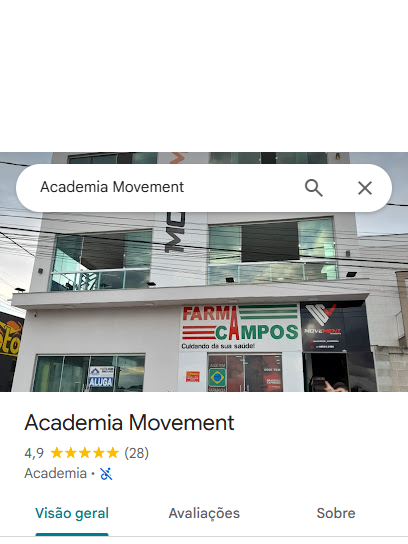 Academia Movement
MOV
FARMA
CAMPOS
Cuidando da sua saúde!
MOVEMENT
ALUGA
Academia Movement
4,9 (28)
Academia •
Visão geral Avaliações Sobre